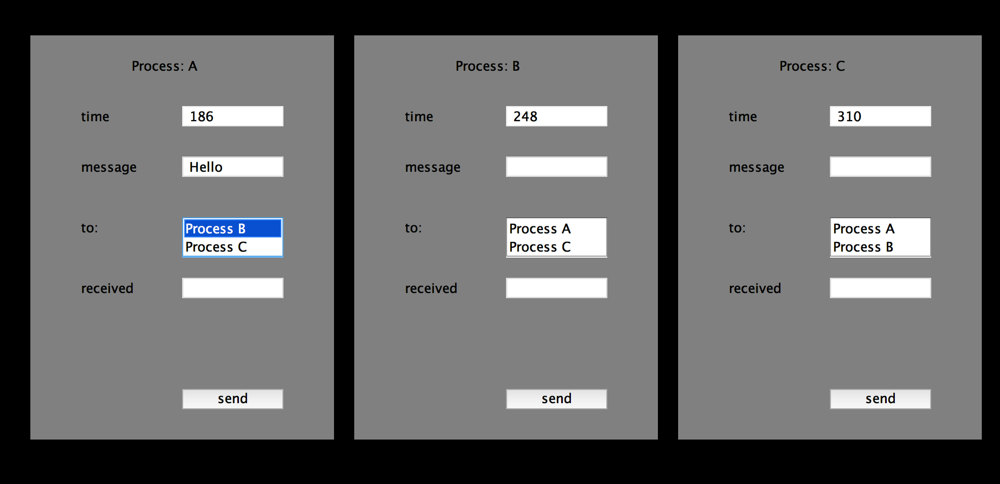 Process: A
time 186
message Hello
to: Process B
Process C
received
send
Process: B
time 248
message
to: Process A
Process C
received
send
Process: C
time 310
message
to: Process A
Process B
received
send